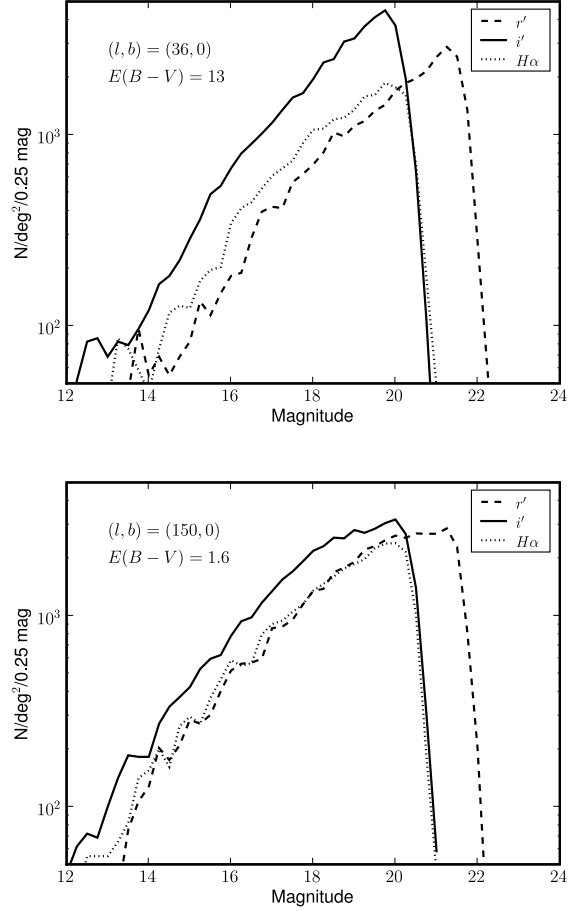 (l, b) = (36, 0)
E(B − V) = 13
r′
i′
Hα
N/deg²/0.25 mag
10³
10²
12 14 16 18 20 22 24
Magnitude
(l, b) = (150, 0)
E(B − V) = 1.6
r′
i′
Hα
N/deg²/0.25 mag
10³
10²
12 14 16 18 20 22 24
Magnitude